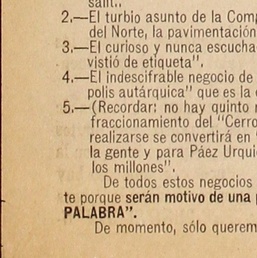 salir.
2.—El turbio asunto de la Com
del Norte, la pavimentación
3.—El curioso y nunca escucha
vistió de etiqueta".
4.—El indescifrable negocio de
polis autárquica" que es la
5.—(Recordar: no hay quinto
fraccionamiento del "Cerro
realizarse se convertirá en "
la gente y para Páez Urqui
los millones".
De todos estos negocios
te porque serán motivo de una
PALABRA".
De momento, sólo querem